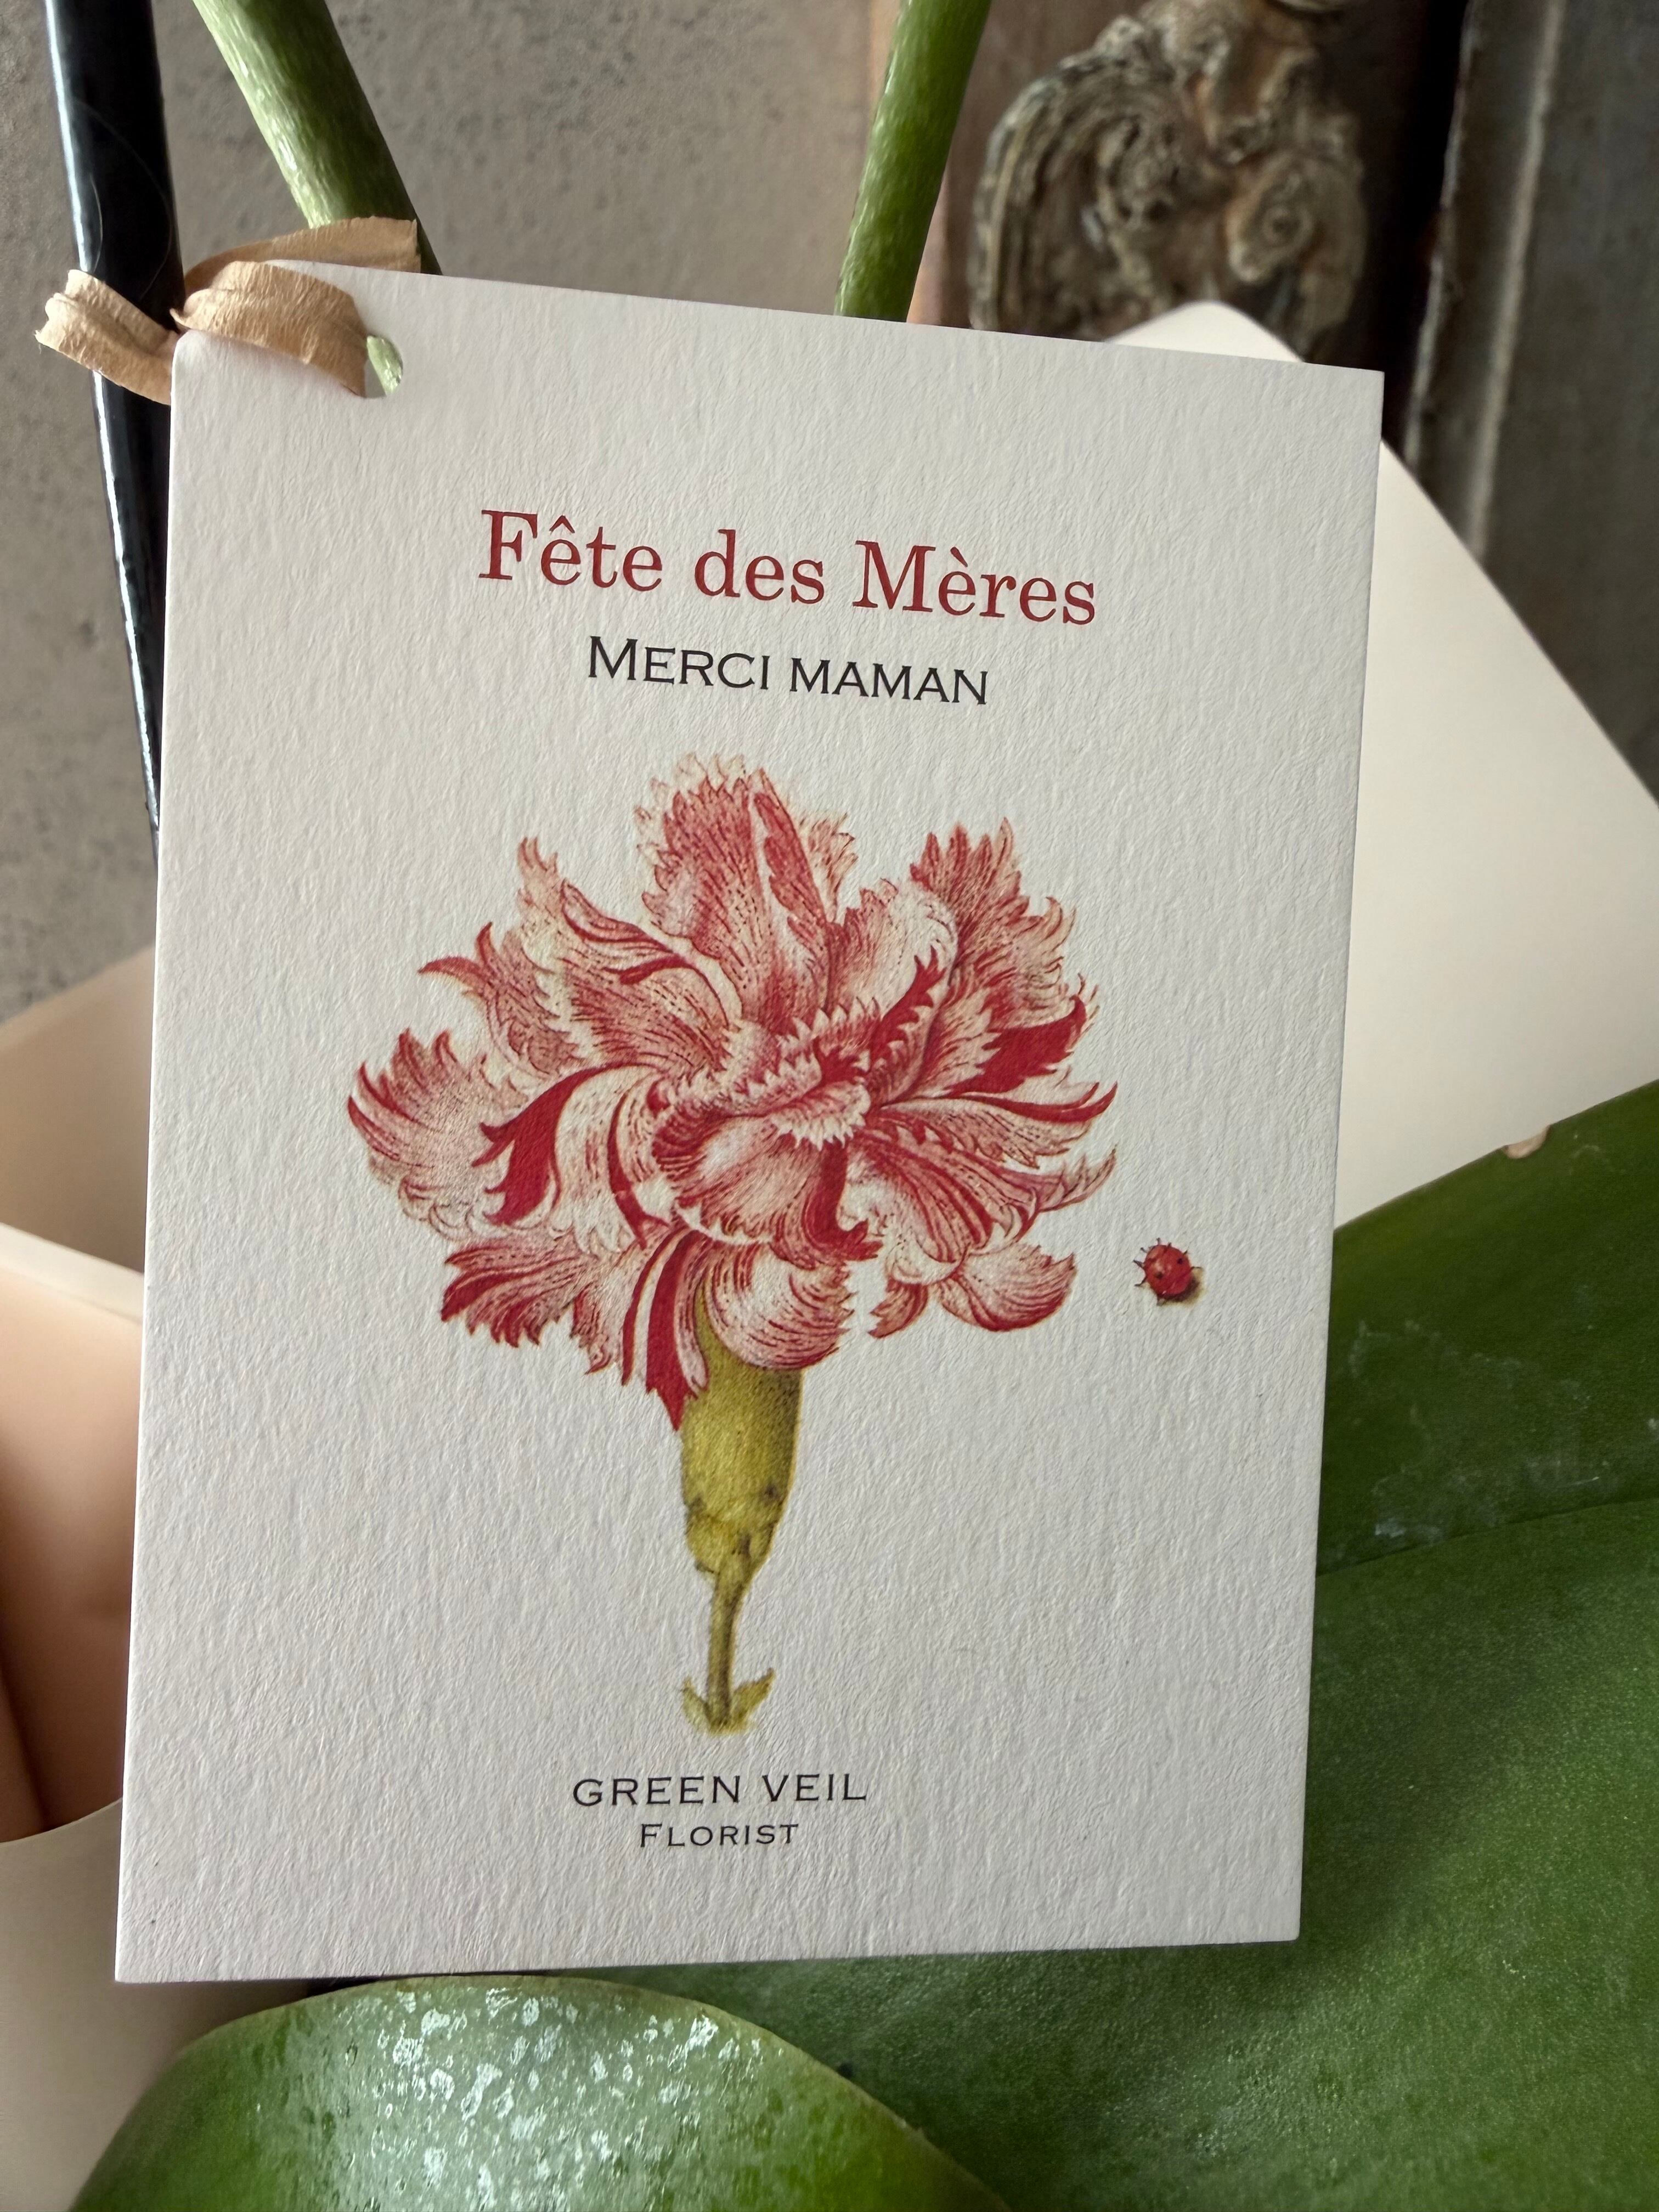 Fête des Mères
MERCI MAMAN
GREEN VEIL
FLORIST